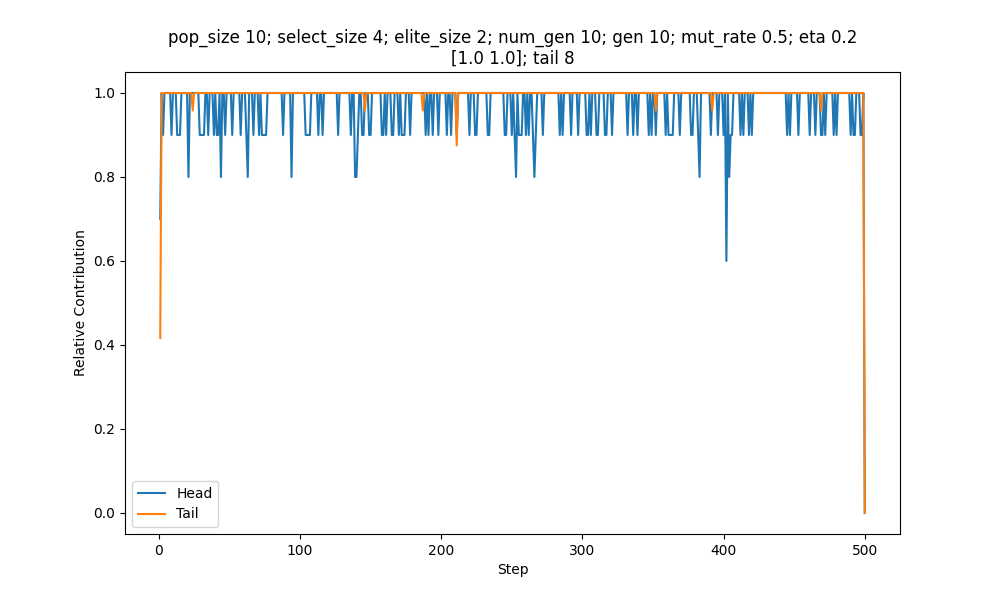 pop_size 10; select_size 4; elite_size 2; num_gen 10; gen 10; mut_rate 0.5; eta 0.2
[1.0 1.0]; tail 8
1.0
0.8
0.6
0.4
0.2
0.0
Relative Contribution
Head
Tail
0
100
200
300
400
500
Step